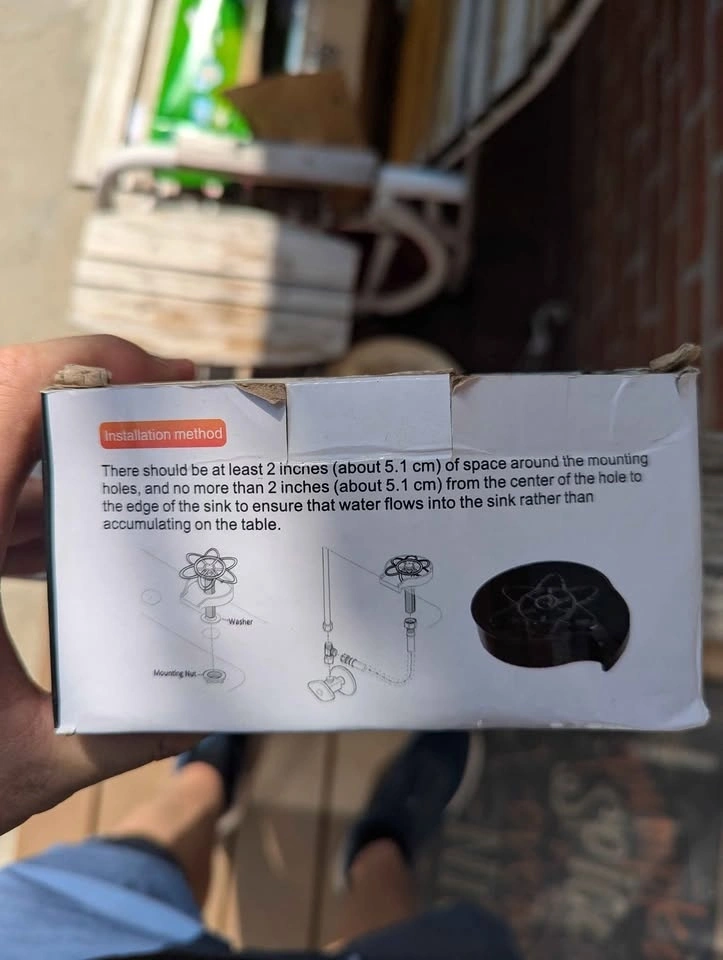 Installation method
There should be at least 2 inches (about 5.1 cm) of space around the mounting
holes, and no more than 2 inches (about 5.1 cm) from the center of the hole to
the edge of the sink to ensure that water flows into the sink rather than
accumulating on the table.
Washer
Mounting Nut